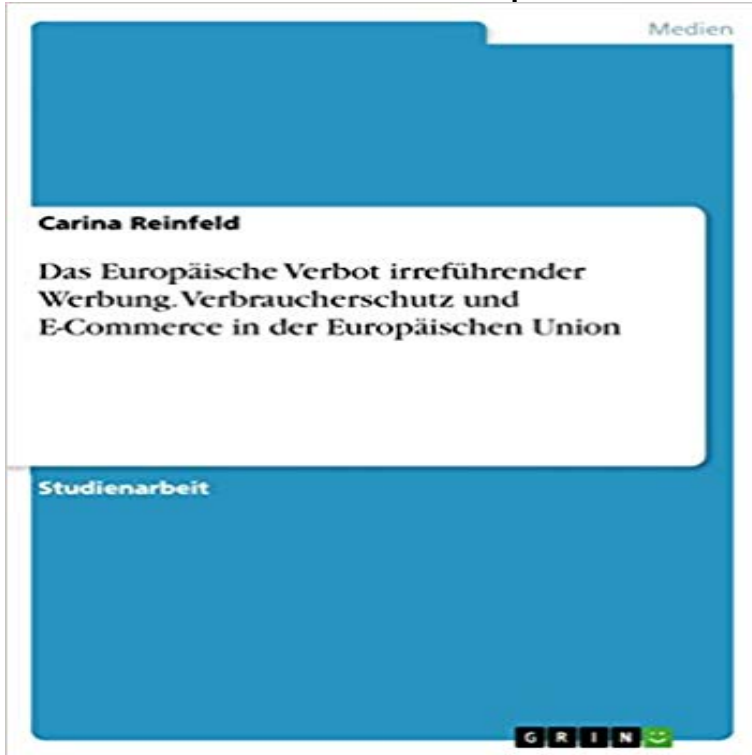 Medien
Carina Reinfeld
Das Europäische Verbot irreführender
Werbung. Verbraucherschutz und
E-Commerce in der Europäischen Union
Studienarbeit
GRIN